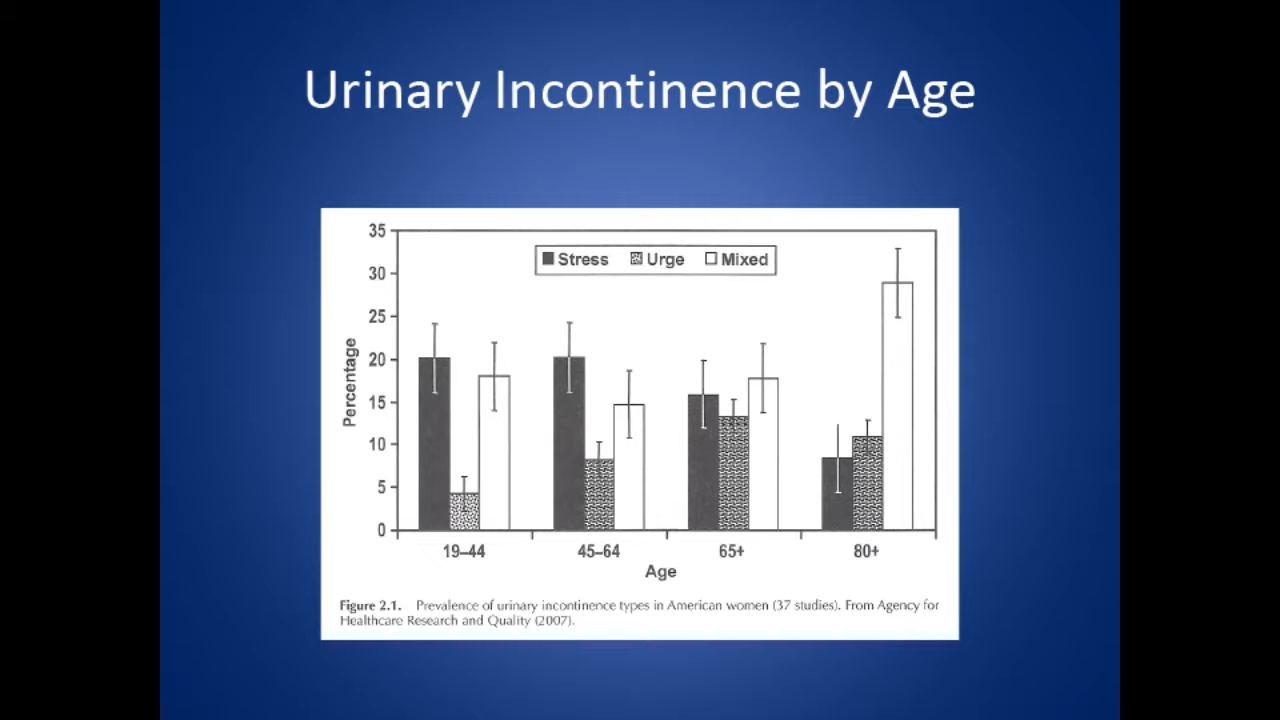 Urinary Incontinence by Age
35
Stress Urge Mixed
30
25
20
15
10
5
0
Percentage
19–44 45–64 65+ 80+
Age
Figure 2.1. Prevalence of urinary incontinence types in American women (37 studies). From Agency for
Healthcare Research and Quality (2007).